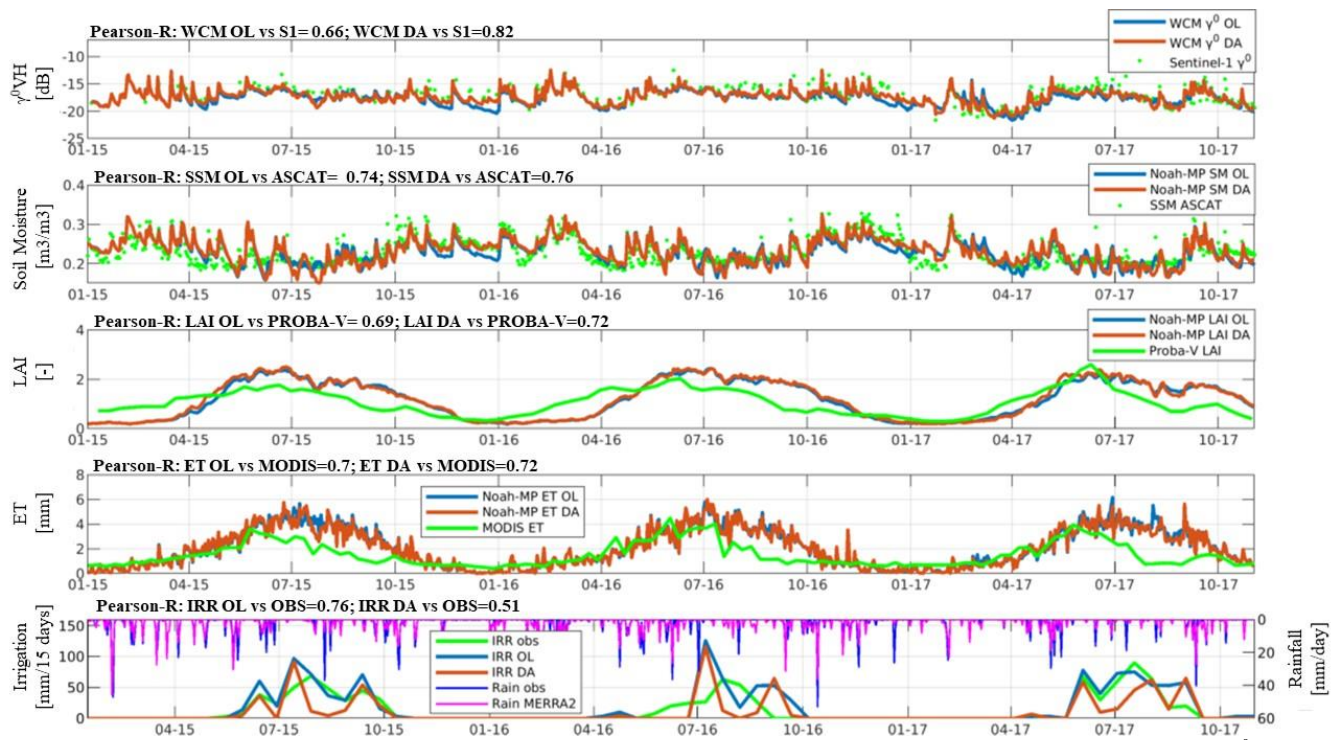 Pearson-R: WCM OL vs S1= 0.66; WCM DA vs S1=0.82
WCM γ⁰ OL
WCM γ⁰ DA
Sentinel-1 γ⁰
γ⁰VH
[dB]
-10
-15
-20
-25
01-15 04-15 07-15 10-15 01-16 04-16 07-16 10-16 01-17 04-17 07-17 10-17
Pearson-R: SSM OL vs ASCAT= 0.74; SSM DA vs ASCAT=0.76
Noah-MP SM OL
Noah-MP SM DA
SSM ASCAT
Soil Moisture
[m3/m3]
0.4
0.3
0.2
01-15 04-15 07-15 10-15 01-16 04-16 07-16 10-16 01-17 04-17 07-17 10-17
Pearson-R: LAI OL vs PROBA-V= 0.69; LAI DA vs PROBA-V=0.72
Noah-MP LAI OL
Noah-MP LAI DA
Proba-V LAI
LAI
[-]
4
2
0
01-15 04-15 07-15 10-15 01-16 04-16 07-16 10-16 01-17 04-17 07-17 10-17
Pearson-R: ET OL vs MODIS=0.7; ET DA vs MODIS=0.72
Noah-MP ET OL
Noah-MP ET DA
MODIS ET
ET
[mm]
8
6
4
2
0
01-15 04-15 07-15 10-15 01-16 04-16 07-16 10-16 01-17 04-17 07-17 10-17
Pearson-R: IRR OL vs OBS=0.76; IRR DA vs OBS=0.51
IRR obs
IRR OL
IRR DA
Rain obs
Rain MERRA2
Irrigation
[mm/15 days]
150
100
50
0
0
20
40
60
Rainfall
[mm/day]
04-15 07-15 10-15 01-16 04-16 07-16 10-16 01-17 04-17 07-17 10-17